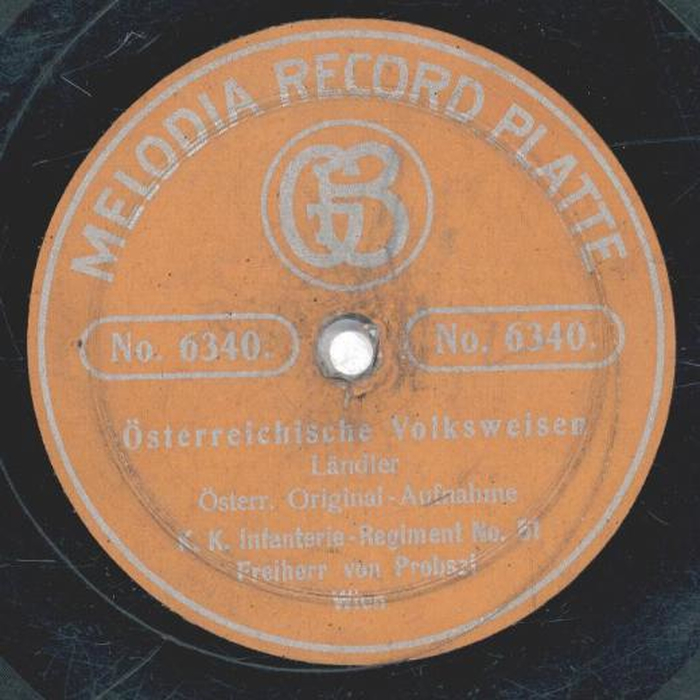 MELODIA RECORD PLATTE
No. 6340. No. 6340.
Österreichische Volksweisen
Ländler
Österr. Original-Aufnahme
K. K. Infanterie-Regiment No. 51
Freiherr von Probszt
Wien